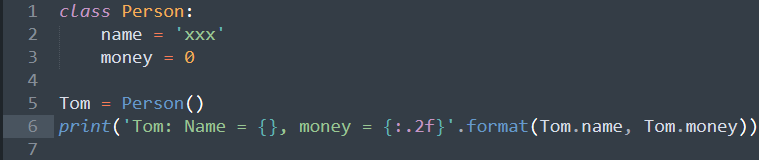 1 class Person:
2     name = 'xxx'
3     money = 0
4
5 Tom = Person()
6 print('Tom: Name = {}, money = {:.2f}'.format(Tom.name, Tom.money))
7